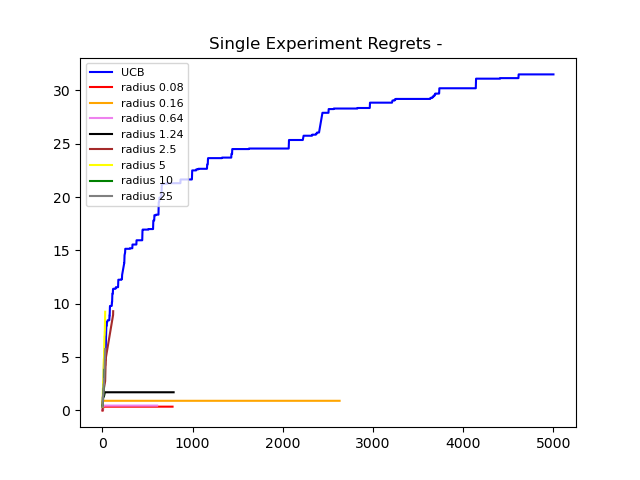 Single Experiment Regrets -
UCB
radius 0.08
radius 0.16
radius 0.64
radius 1.24
radius 2.5
radius 5
radius 10
radius 25
30
25
20
15
10
5
0
0 1000 2000 3000 4000 5000